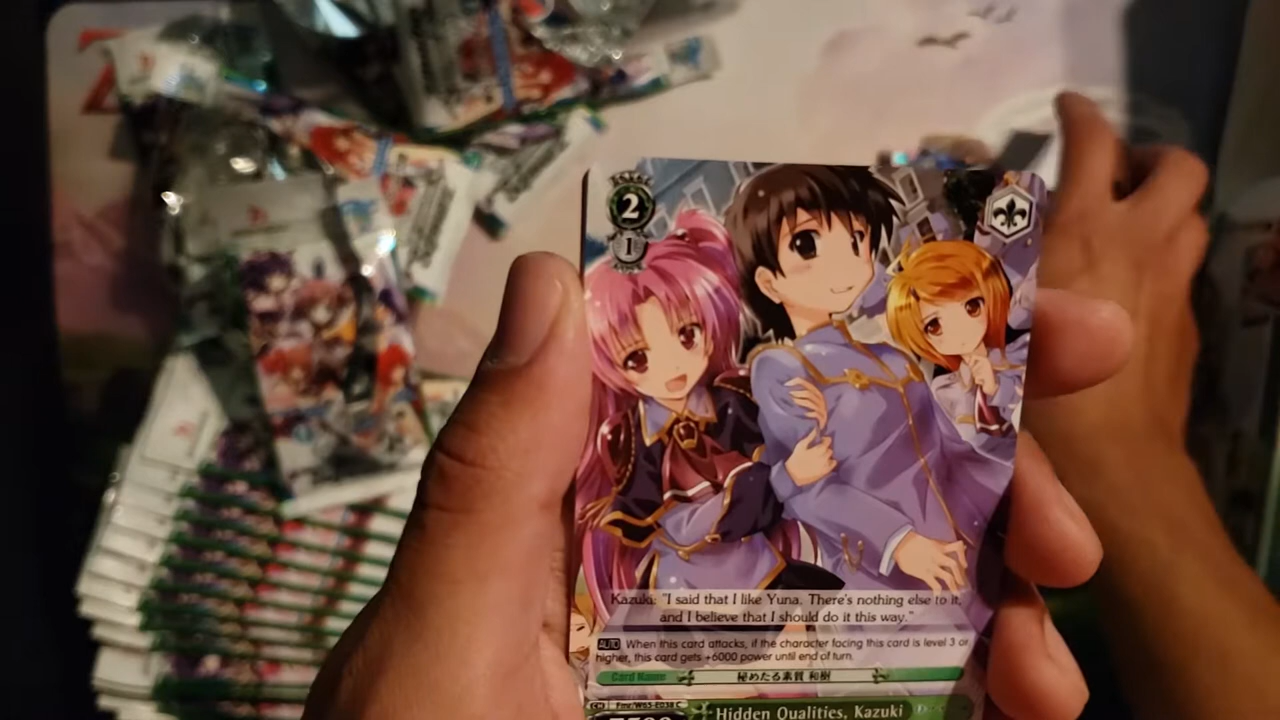 2
1
Kazuki: "I said that I like Yuna. There's nothing else to it,
and I believe that I should do it this way."
AUTO When this card attacks, if the character facing this card is level 3 or
higher, this card gets +6000 power until end of turn.
Card Name 秘めたる素質 和樹
Hidden Qualities, Kazuki